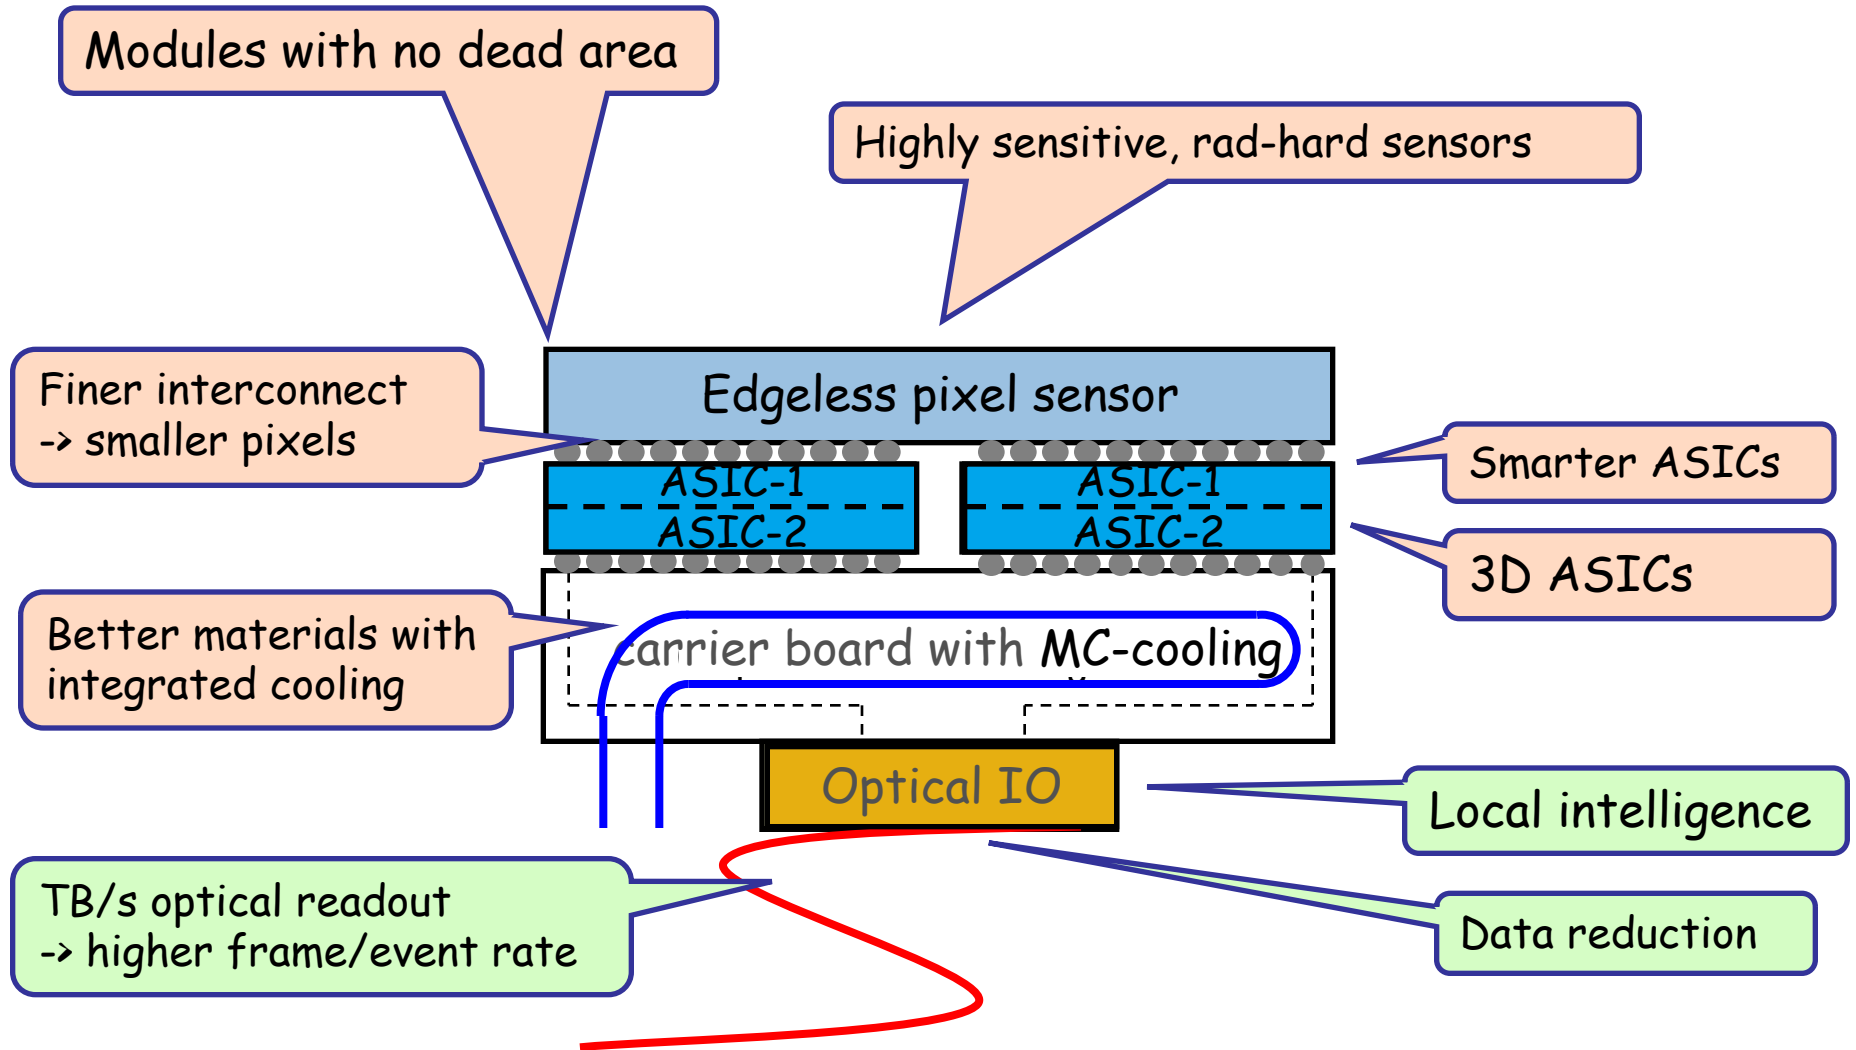 Modules with no dead area
Highly sensitive, rad-hard sensors
Finer interconnect
-> smaller pixels
Edgeless pixel sensor
ASIC-1
ASIC-2
ASIC-1
ASIC-2
Smarter ASICs
3D ASICs
Better materials with
integrated cooling
carrier board with MC-cooling
Optical IO
Local intelligence
TB/s optical readout
-> higher frame/event rate
Data reduction